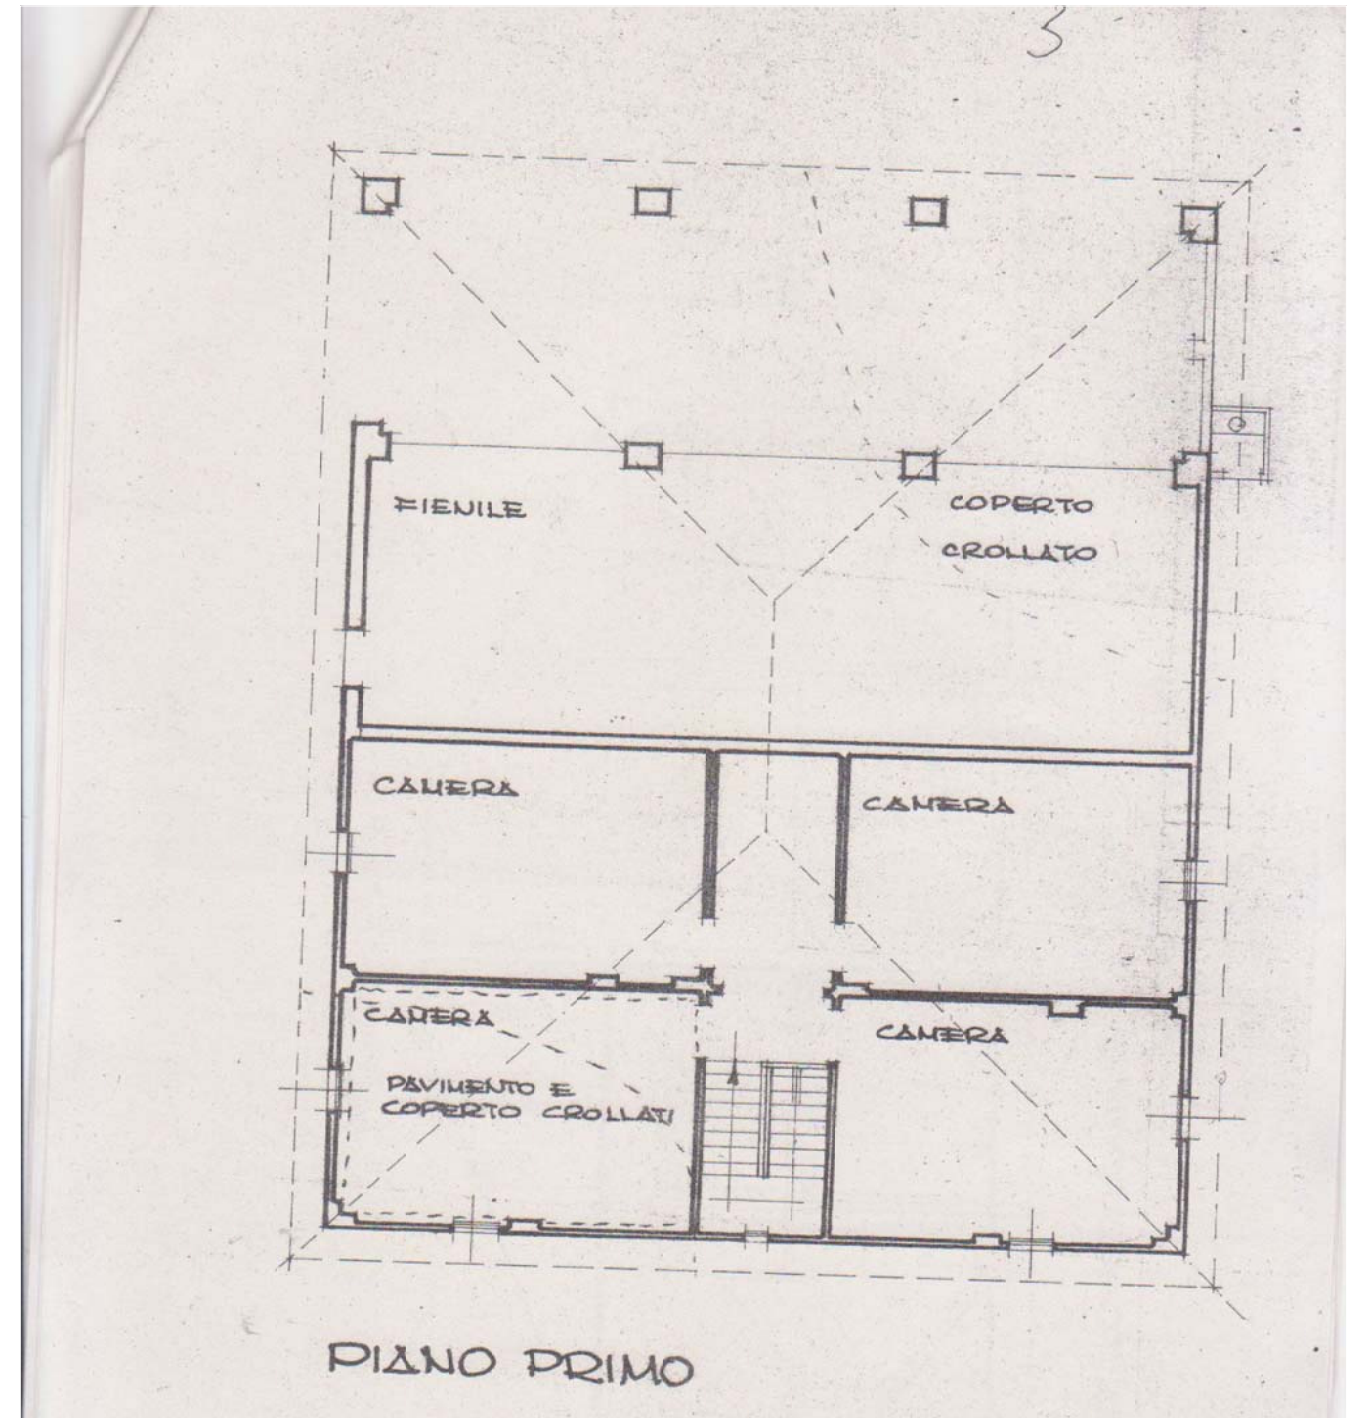 3
FIENILE
COPERTO
CROLLATO
CAMERA
CAMERA
CAMERA
CAMERA
PAVIMENTO E
COPERTO CROLLATI
PIANO PRIMO